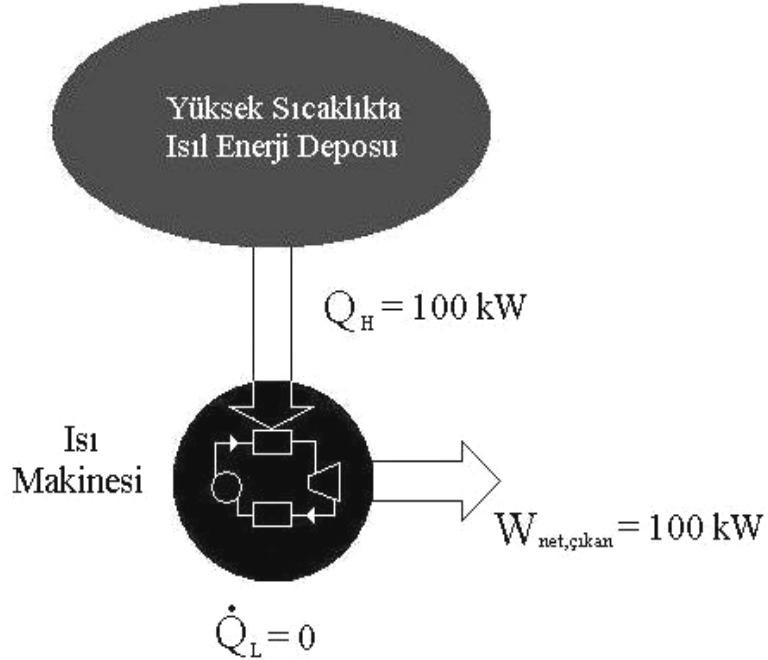 Yüksek Sıcaklıkta
Isıl Enerji Deposu
Q_H = 100 kW
Isı
Makinesi
W_net,çıkan = 100 kW
Q̇_L = 0